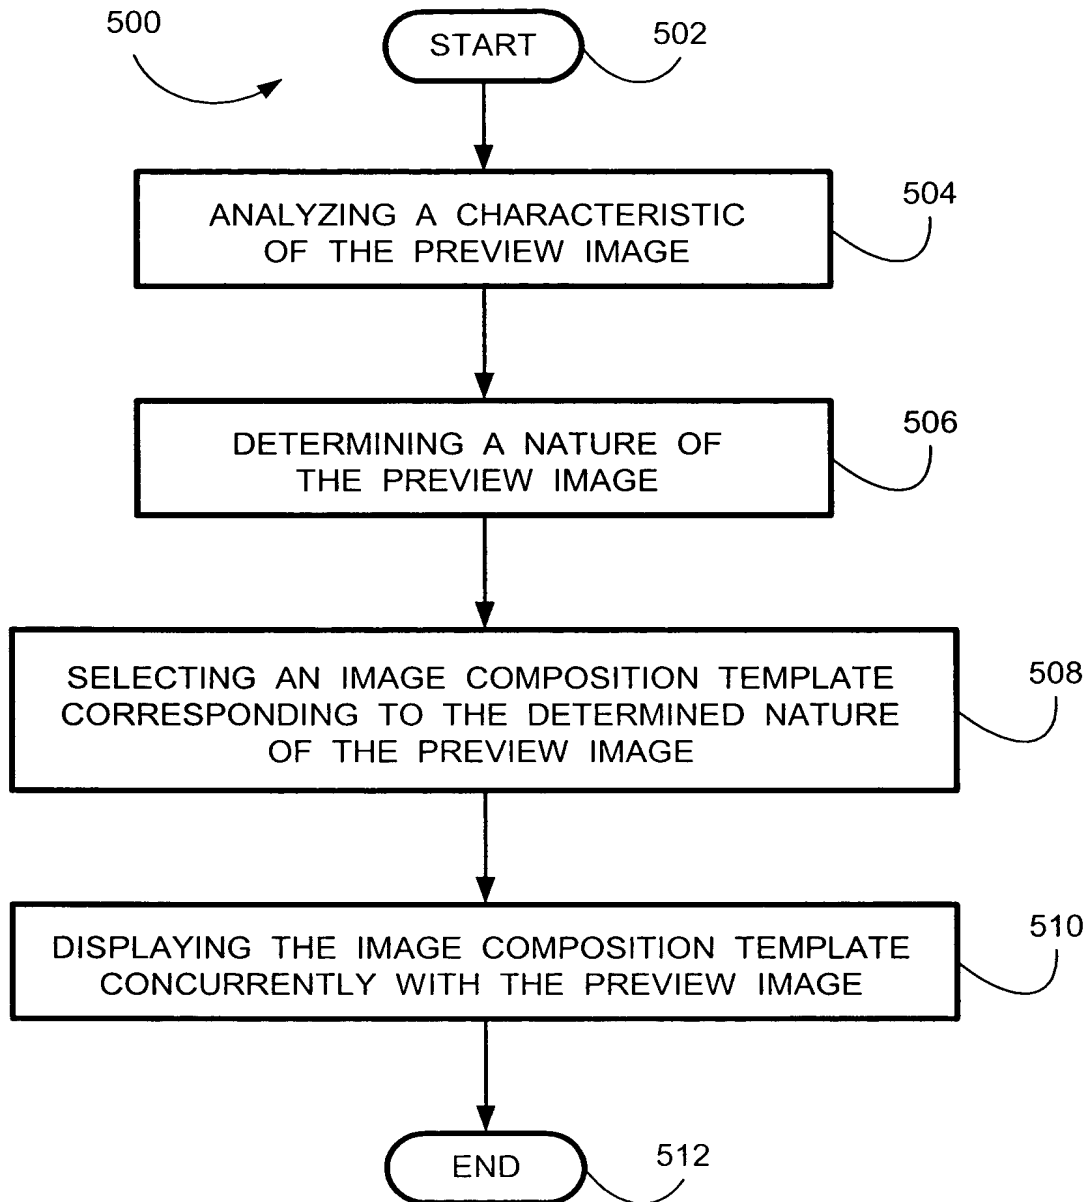 500
START
502
ANALYZING A CHARACTERISTIC
OF THE PREVIEW IMAGE
504
DETERMINING A NATURE OF
THE PREVIEW IMAGE
506
SELECTING AN IMAGE COMPOSITION TEMPLATE
CORRESPONDING TO THE DETERMINED NATURE
OF THE PREVIEW IMAGE
508
DISPLAYING THE IMAGE COMPOSITION TEMPLATE
CONCURRENTLY WITH THE PREVIEW IMAGE
510
END
512